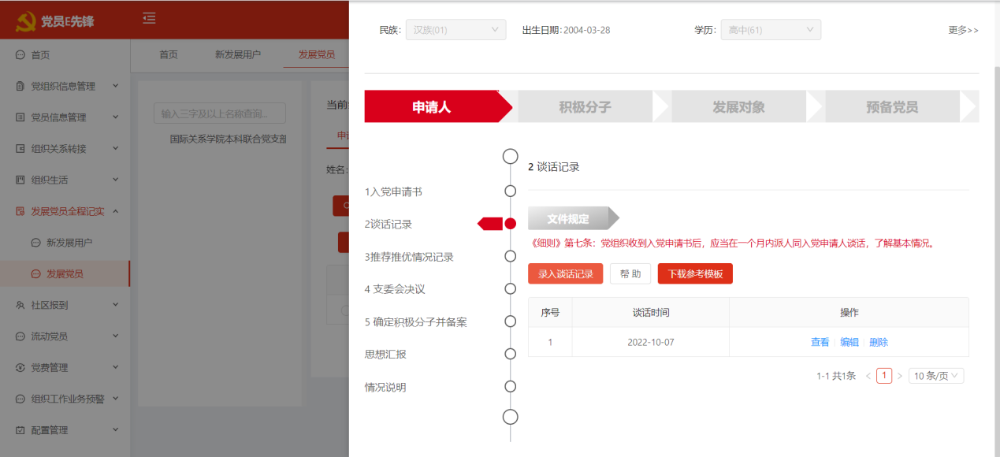 党员E先锋
首页
党组织信息管理
党员信息管理
组织关系转接
组织生活
发展党员全程记实
新发展用户
发展党员
社区报到
流动党员
党费管理
组织工作业务预警
配置管理
首页 新发展用户 发展党员
输入三字及以上名称查询...
国际关系学院本科联合党支部
当前
申请
姓名:
民族: 汉族(01) 出生日期: 2004-03-28 学历: 高中(61) 更多>>
申请人 积极分子 发展对象 预备党员
1入党申请书
2谈话记录
3推荐推优情况记录
4 支委会决议
5 确定积极分子并备案
思想汇报
情况说明
2 谈话记录
文件规定
《细则》第七条：党组织收到入党申请书后，应当在一个月内派人同入党申请人谈话，了解基本情况。
录入谈话记录 帮 助 下载参考模板
序号 谈话时间 操作
1 2022-10-07 查看 编辑 删除
1-1 共1条 < 1 > 10 条/页